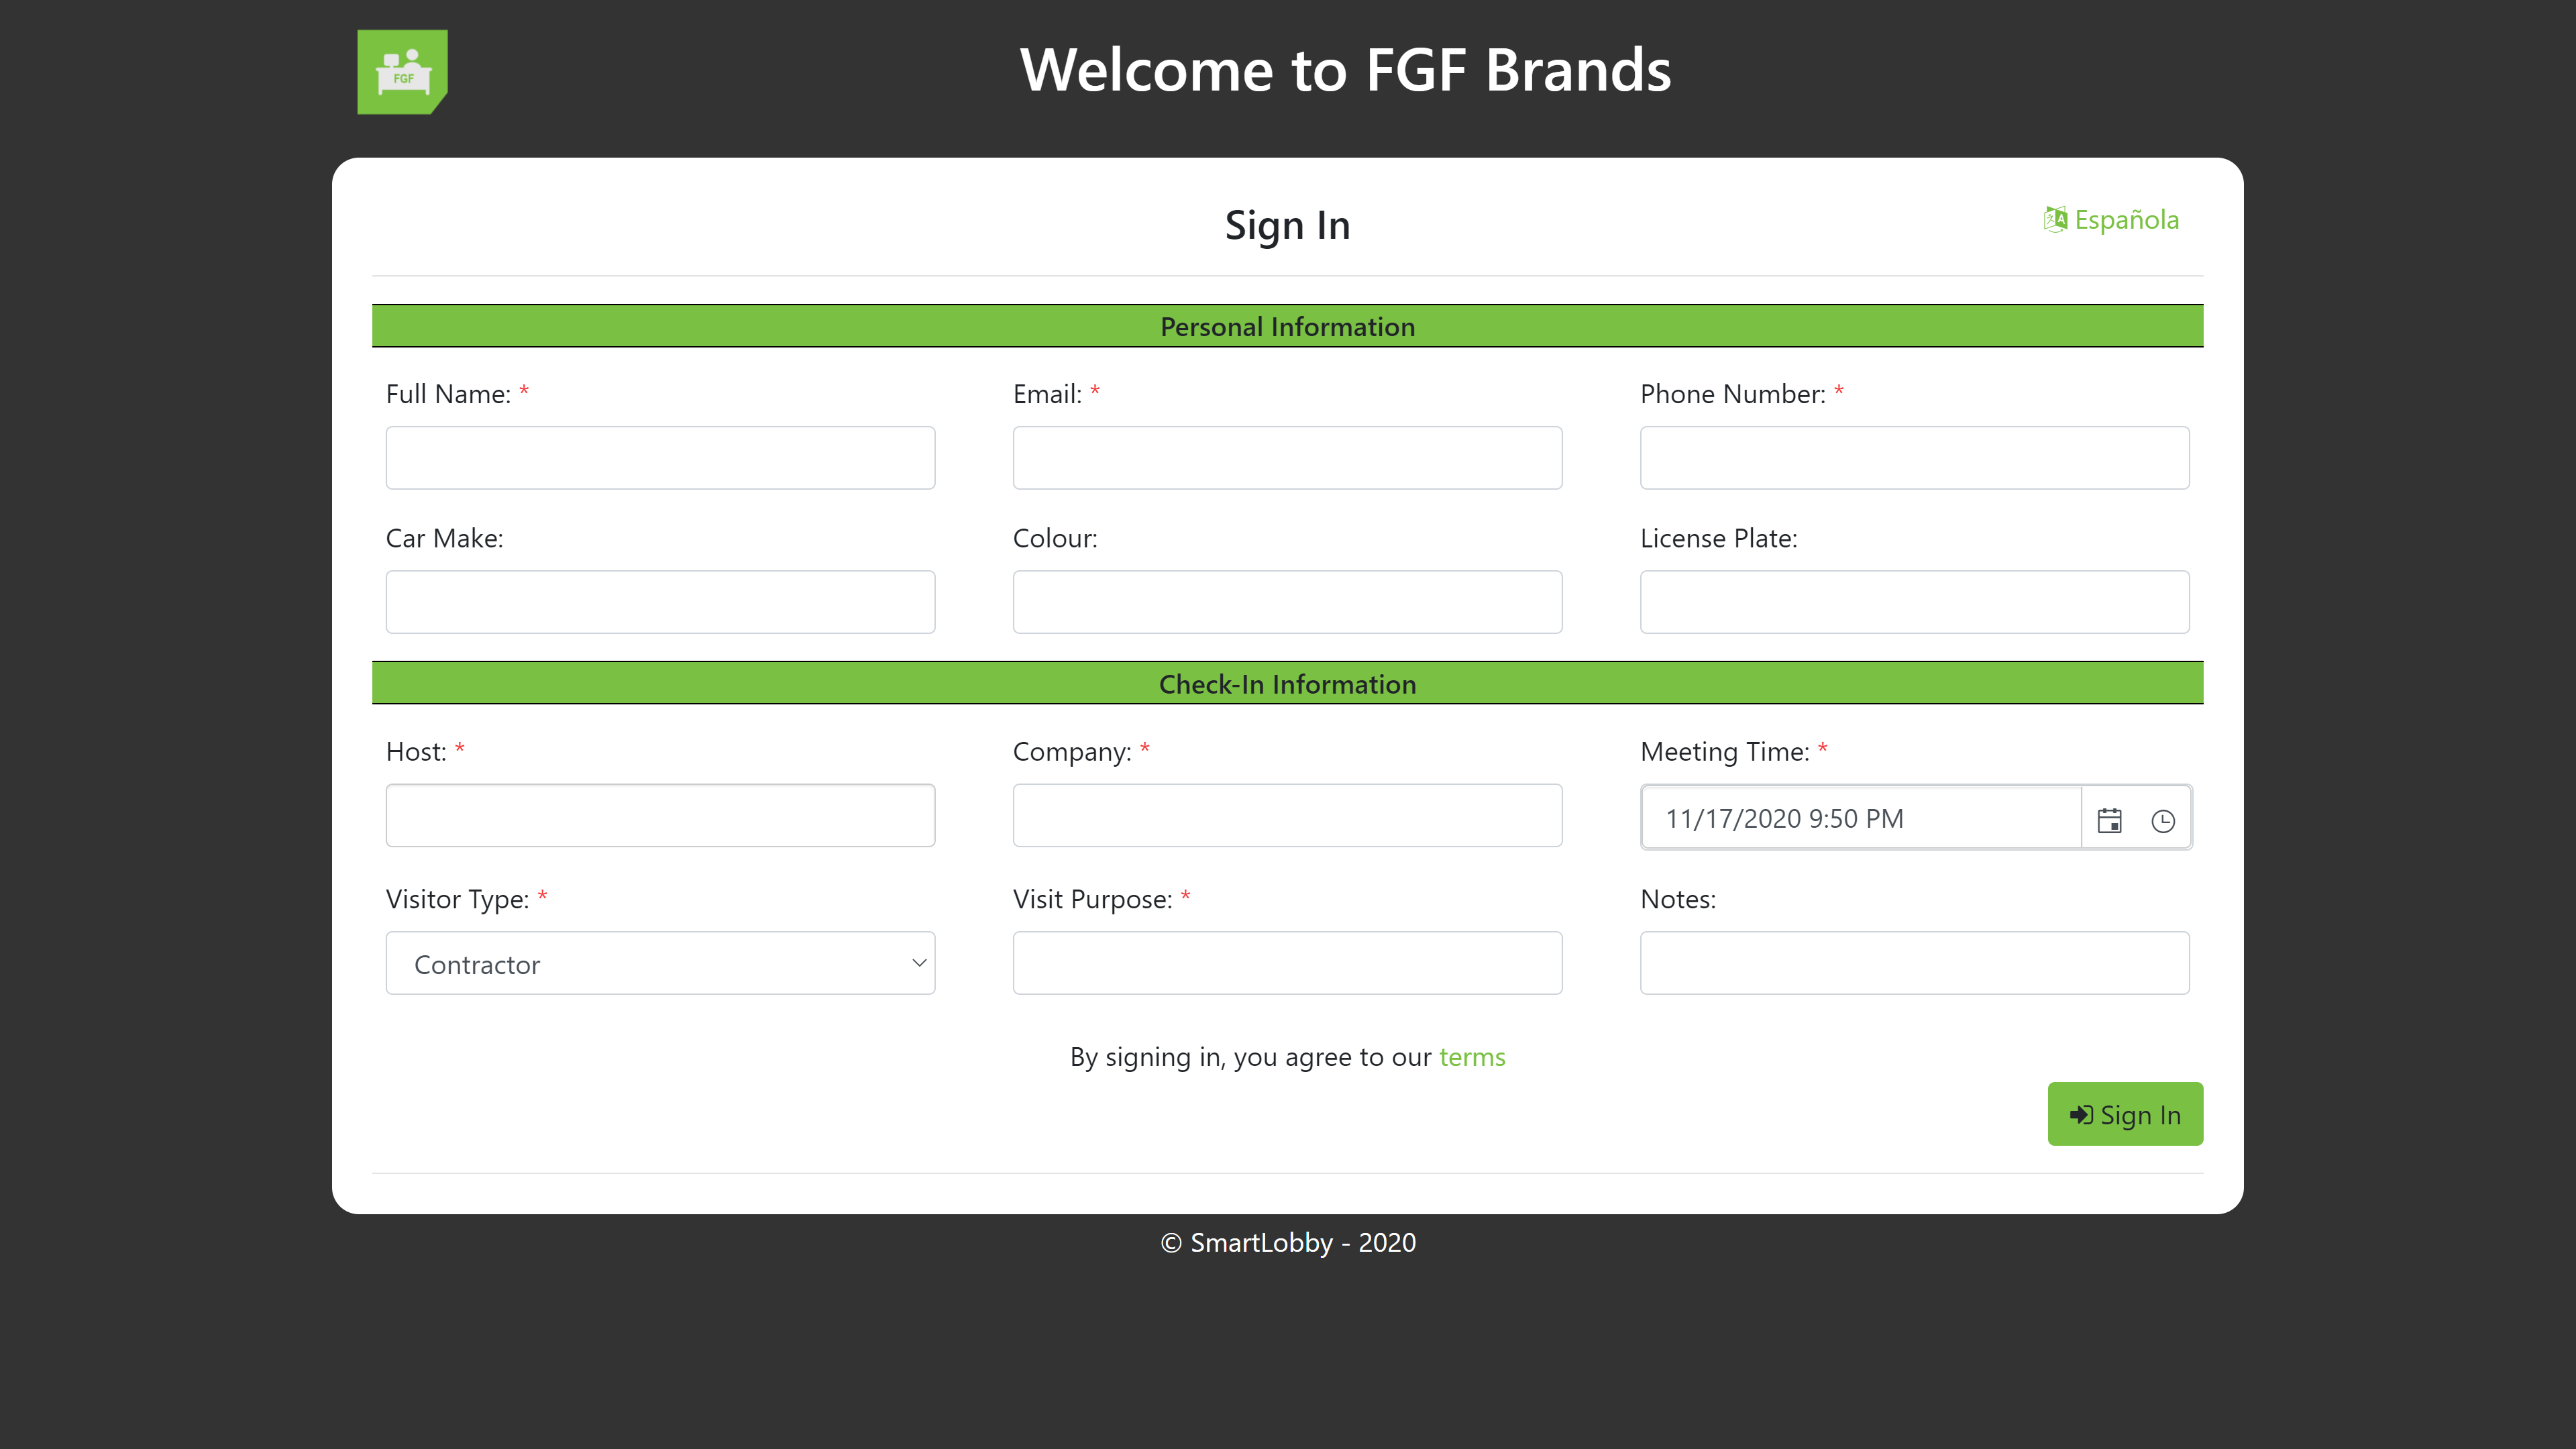 FGF
Welcome to FGF Brands
Sign In
Española
Personal Information
Full Name: *
Email: *
Phone Number: *
Car Make:
Colour:
License Plate:
Check-In Information
Host: *
Company: *
Meeting Time: *
11/17/2020 9:50 PM
Visitor Type: *
Visit Purpose: *
Notes:
Contractor
By signing in, you agree to our terms
Sign In
© SmartLobby - 2020